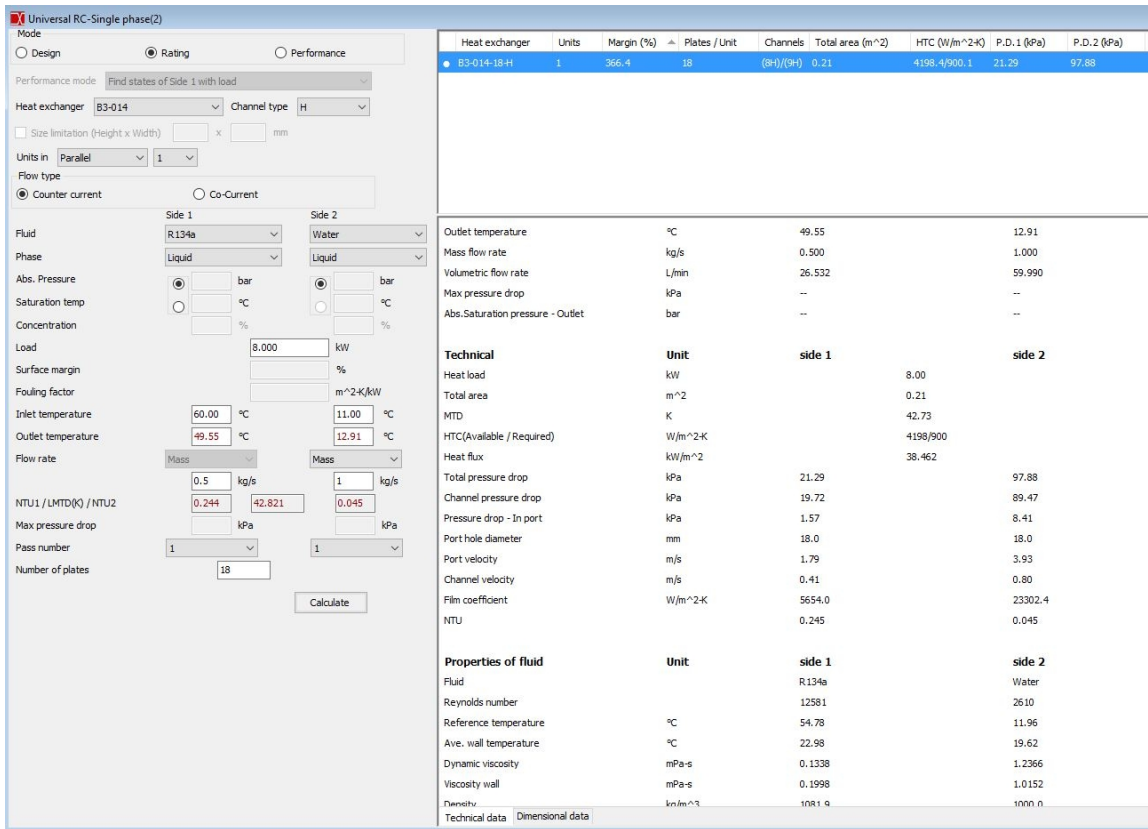 Universal RC-Single phase(2)
Mode
Design Rating Performance
Performance mode Find states of Side 1 with load
Heat exchanger B3-014 Channel type H
Size limitation (Height x Width) x mm
Units in Parallel 1
Flow type
Counter current Co-Current
Side 1 Side 2
Fluid R134a Water
Phase Liquid Liquid
Abs. Pressure bar bar
Saturation temp °C °C
Concentration % %
Load 8.000 kW
Surface margin %
Fouling factor m^2-K/kW
Inlet temperature 60.00 °C 11.00 °C
Outlet temperature 49.55 °C 12.91 °C
Flow rate Mass Mass
0.5 kg/s 1 kg/s
NTU1 / LMTD(K) / NTU2 0.244 42.821 0.045
Max pressure drop kPa kPa
Pass number 1 1
Number of plates 18
Calculate
Heat exchanger Units Margin (%) Plates / Unit Channels Total area (m^2) HTC (W/m^2-K) P.D.1 (kPa) P.D.2 (kPa)
B3-014-18-H 1 366.4 18 (8H)/(9H) 0.21 4198.4/900.1 21.29 97.88
Outlet temperature °C 49.55 12.91
Mass flow rate kg/s 0.500 1.000
Volumetric flow rate L/min 26.532 59.990
Max pressure drop kPa -- --
Abs.Saturation pressure - Outlet bar -- --
Technical Unit side 1 side 2
Heat load kW 8.00
Total area m^2 0.21
MTD K 42.73
HTC(Available / Required) W/m^2-K 4198/900
Heat flux kW/m^2 38.462
Total pressure drop kPa 21.29 97.88
Channel pressure drop kPa 19.72 89.47
Pressure drop - In port kPa 1.57 8.41
Port hole diameter mm 18.0 18.0
Port velocity m/s 1.79 3.93
Channel velocity m/s 0.41 0.80
Film coefficient W/m^2-K 5654.0 23302.4
NTU 0.245 0.045
Properties of fluid Unit side 1 side 2
Fluid R134a Water
Reynolds number 12581 2610
Reference temperature °C 54.78 11.96
Ave. wall temperature °C 22.98 19.62
Dynamic viscosity mPa-s 0.1338 1.2366
Viscosity wall mPa-s 0.1998 1.0152
Density kg/m^3 1081.9 1000.0
Technical data Dimensional data